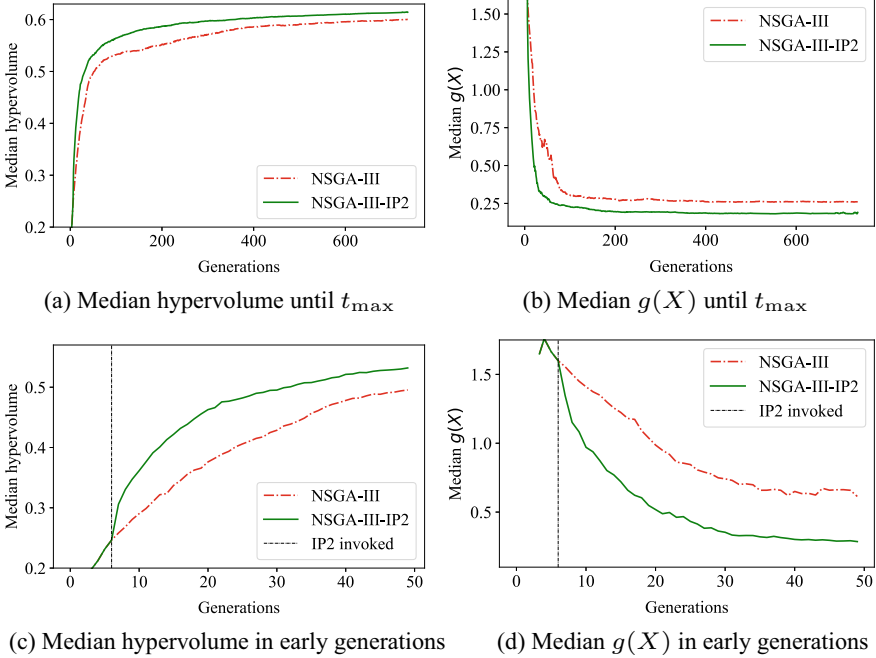 0.6
0.5
0.4
0.3
0.2
Median hypervolume
NSGA-III
NSGA-III-IP2
0
200
400
600
Generations
(a) Median hypervolume until t_max
1.50
1.25
1.00
0.75
0.50
0.25
Median g(X)
NSGA-III
NSGA-III-IP2
0
200
400
600
Generations
(b) Median g(X) until t_max
0.5
0.4
0.3
0.2
Median hypervolume
NSGA-III
NSGA-III-IP2
IP2 invoked
0
10
20
30
40
50
Generations
(c) Median hypervolume in early generations
1.5
1.0
0.5
Median g(X)
NSGA-III
NSGA-III-IP2
IP2 invoked
0
10
20
30
40
50
Generations
(d) Median g(X) in early generations